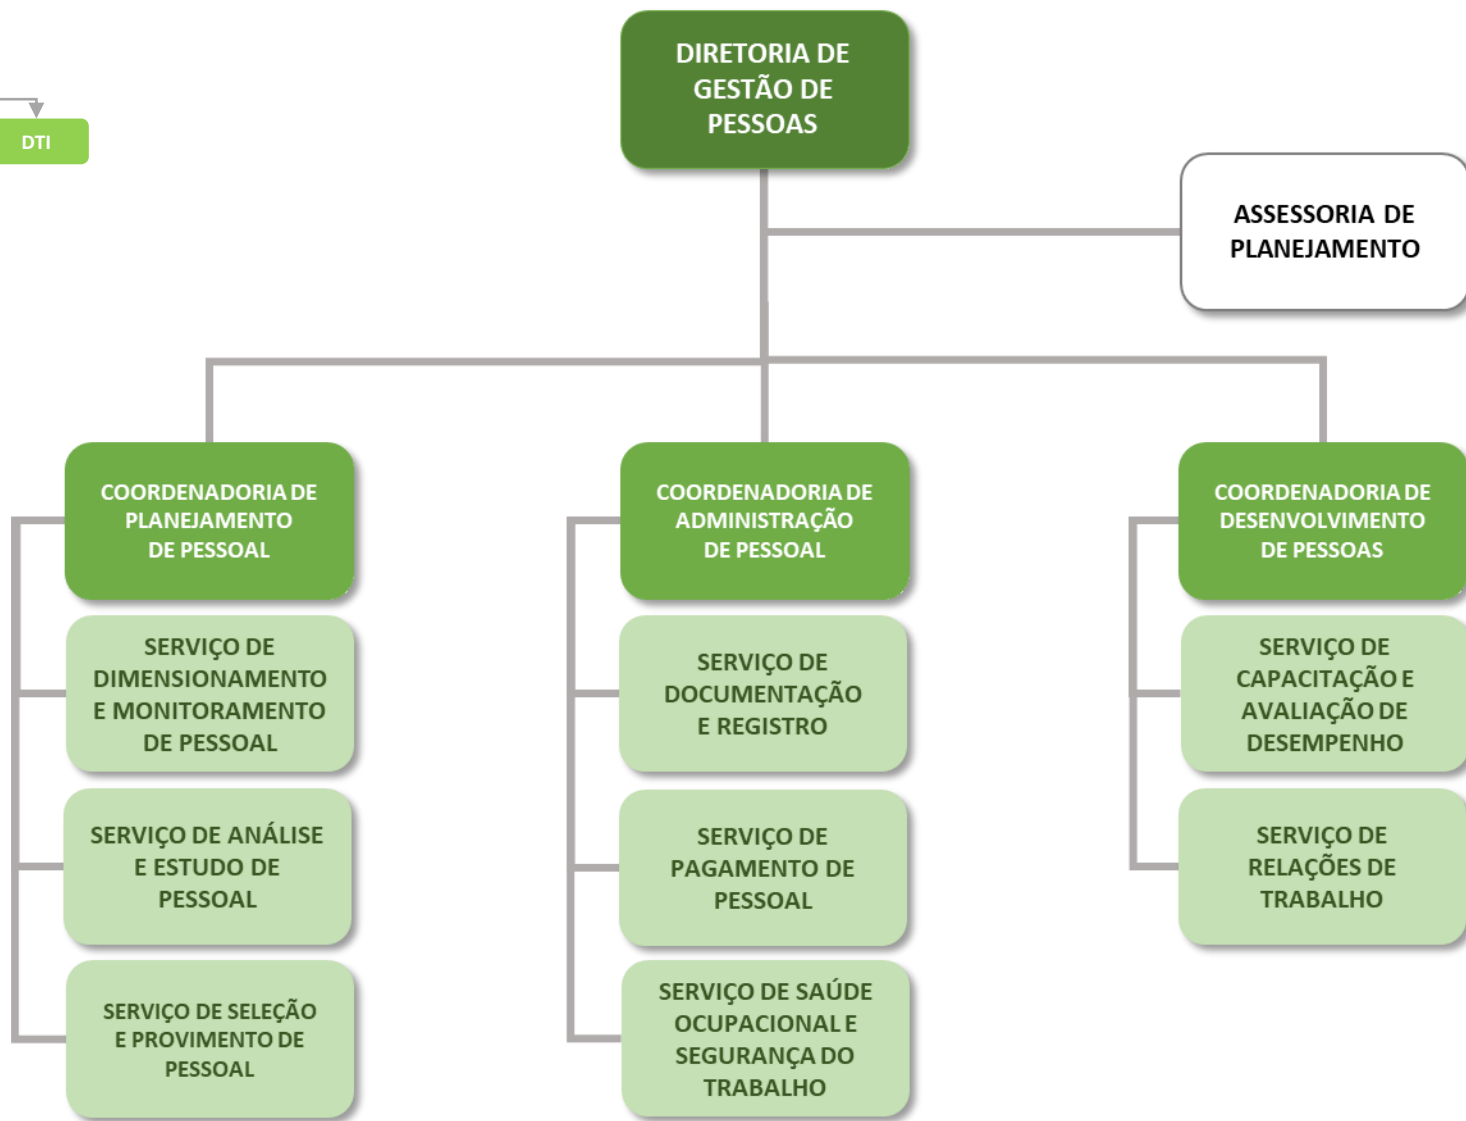 DIRETORIA DE
GESTÃO DE
PESSOAS
DTI
ASSESSORIA DE
PLANEJAMENTO
COORDENADORIA DE
PLANEJAMENTO
DE PESSOAL
SERVIÇO DE
DIMENSIONAMENTO
E MONITORAMENTO
DE PESSOAL
SERVIÇO DE ANÁLISE
E ESTUDO DE
PESSOAL
SERVIÇO DE SELEÇÃO
E PROVIMENTO DE
PESSOAL
COORDENADORIA DE
ADMINISTRAÇÃO
DE PESSOAL
SERVIÇO DE
DOCUMENTAÇÃO
E REGISTRO
SERVIÇO DE
PAGAMENTO DE
PESSOAL
SERVIÇO DE SAÚDE
OCUPACIONAL E
SEGURANÇA DO
TRABALHO
COORDENADORIA DE
DESENVOLVIMENTO
DE PESSOAS
SERVIÇO DE
CAPACITAÇÃO E
AVALIAÇÃO DE
DESEMPENHO
SERVIÇO DE
RELAÇÕES DE
TRABALHO